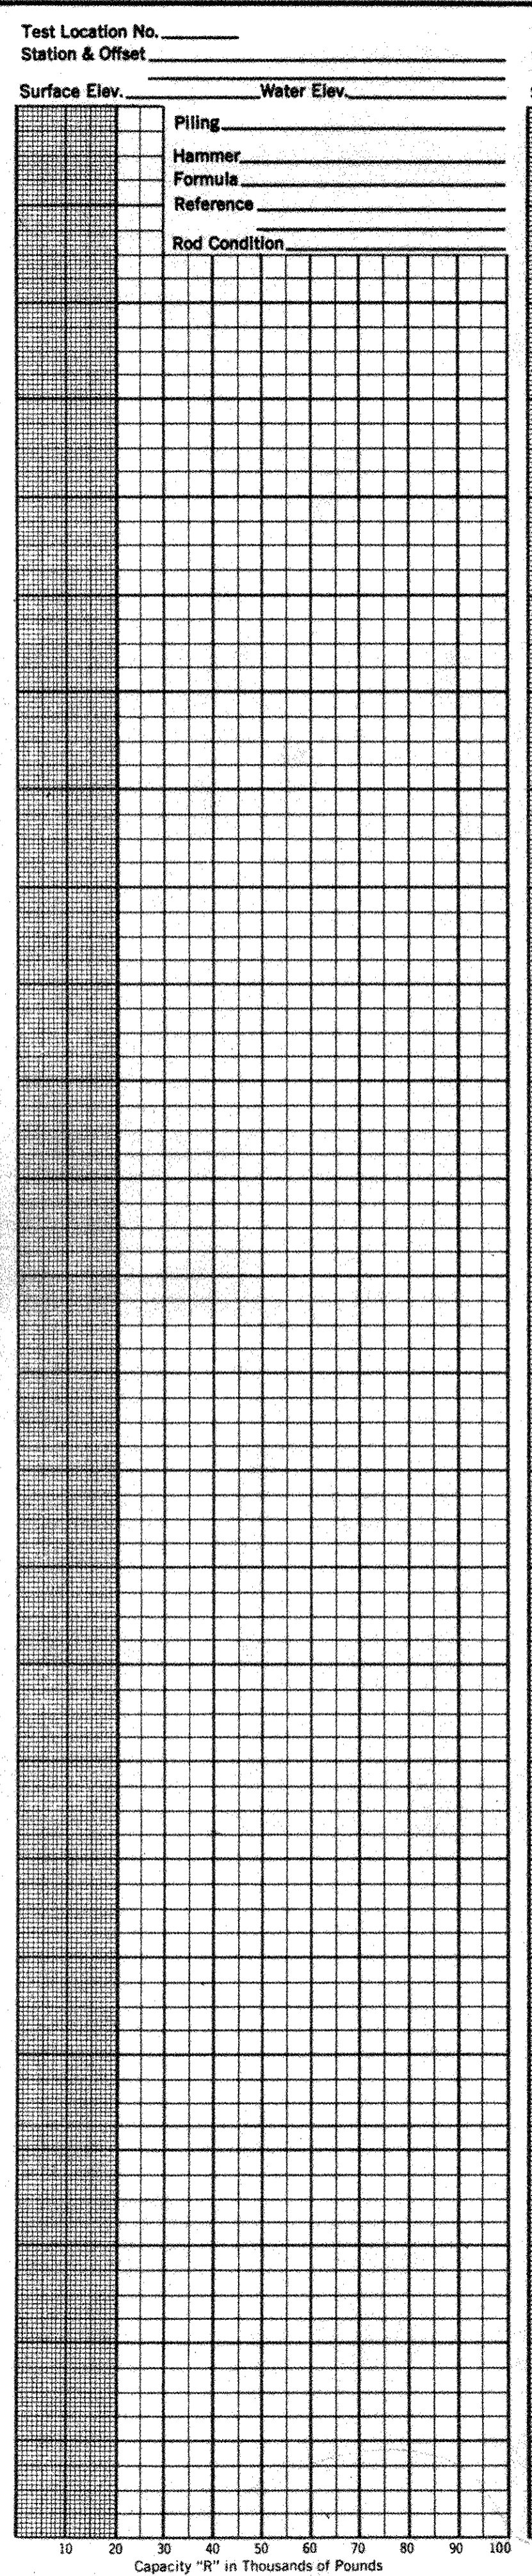 Test Location No.
Station & Offset
Surface Elev. Water Elev.
Piling
Hammer
Formula
Reference
Rod Condition
10 20 30 40 50 60 70 80 90 100
Capacity "R" in Thousands of Pounds